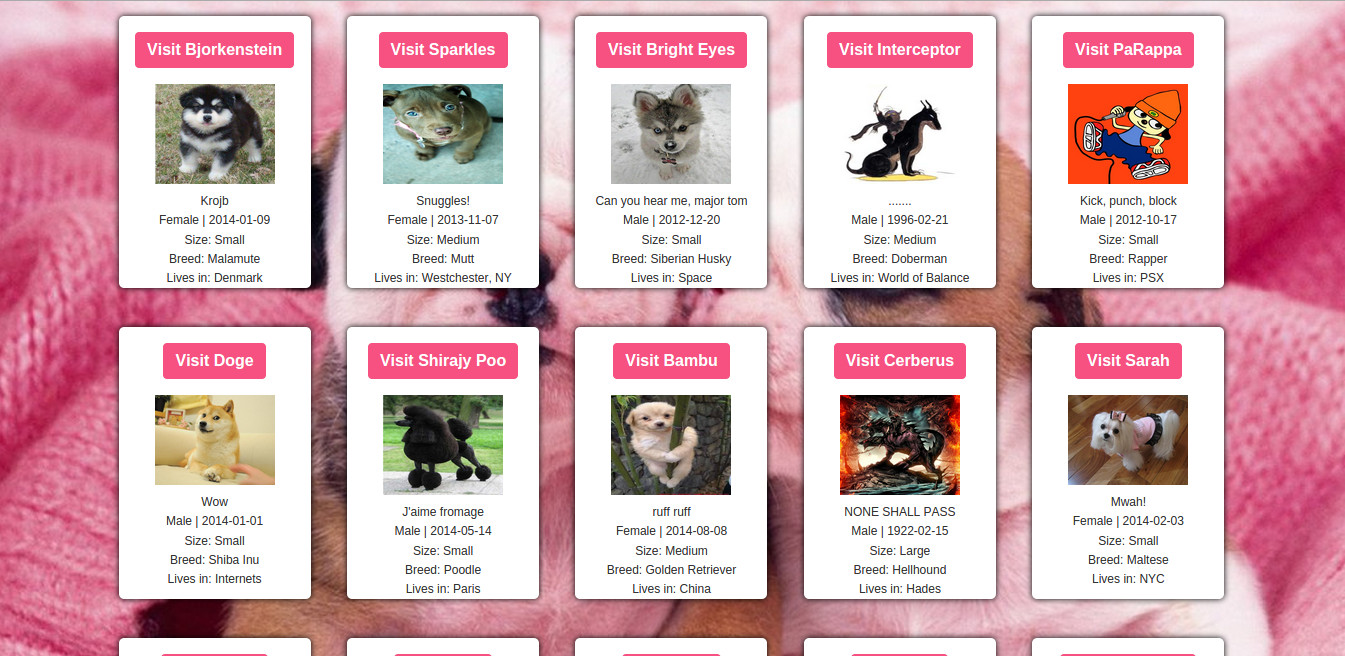 Visit Bjorkenstein
Krojb
Female | 2014-01-09
Size: Small
Breed: Malamute
Lives in: Denmark
Visit Sparkles
Snuggles!
Female | 2013-11-07
Size: Medium
Breed: Mutt
Lives in: Westchester, NY
Visit Bright Eyes
Can you hear me, major tom
Male | 2012-12-20
Size: Small
Breed: Siberian Husky
Lives in: Space
Visit Interceptor
.......
Male | 1996-02-21
Size: Medium
Breed: Doberman
Lives in: World of Balance
Visit PaRappa
Kick, punch, block
Male | 2012-10-17
Size: Small
Breed: Rapper
Lives in: PSX
Visit Doge
Wow
Male | 2014-01-01
Size: Small
Breed: Shiba Inu
Lives in: Internets
Visit Shirajy Poo
J'aime fromage
Male | 2014-05-14
Size: Small
Breed: Poodle
Lives in: Paris
Visit Bambu
ruff ruff
Female | 2014-08-08
Size: Medium
Breed: Golden Retriever
Lives in: China
Visit Cerberus
NONE SHALL PASS
Male | 1922-02-15
Size: Large
Breed: Hellhound
Lives in: Hades
Visit Sarah
Mwah!
Female | 2014-02-03
Size: Small
Breed: Maltese
Lives in: NYC